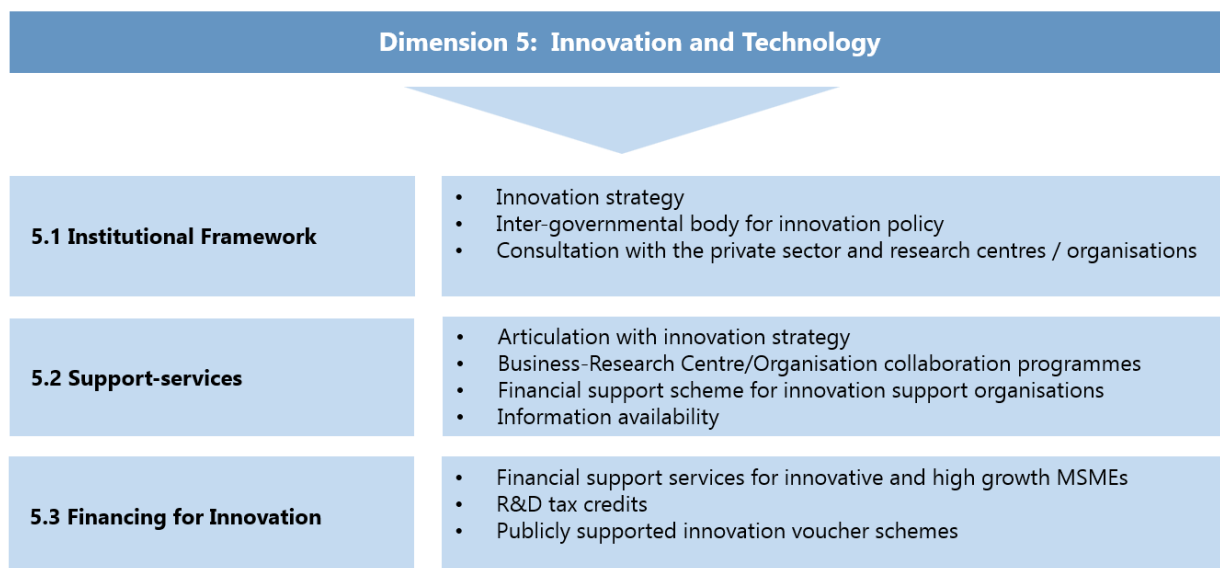 Dimension 5:  Innovation and Technology
5.1 Institutional Framework
• Innovation strategy
• Inter-governmental body for innovation policy
• Consultation with the private sector and research centres / organisations
5.2 Support-services
• Articulation with innovation strategy
• Business-Research Centre/Organisation collaboration programmes
• Financial support scheme for innovation support organisations
• Information availability
5.3 Financing for Innovation
• Financial support services for innovative and high growth MSMEs
• R&D tax credits
• Publicly supported innovation voucher schemes